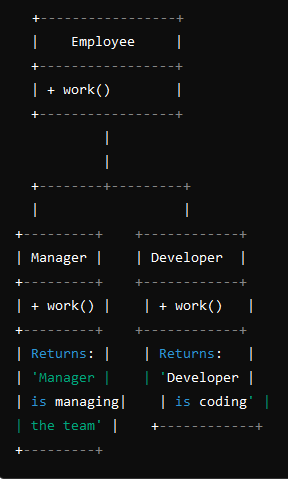 +-----------------+
|    Employee     |
+-----------------+
| + work()        |
+-----------------+
|
|
+--------+---------+
|                  |
+---------+    +------------+
| Manager |    | Developer  |
+---------+    +------------+
| + work() |    | + work()   |
+---------+    +------------+
| Returns: |    | Returns:   |
| 'Manager |    | 'Developer |
| is managing|    | is coding' |
| the team' |    +------------+
+---------+